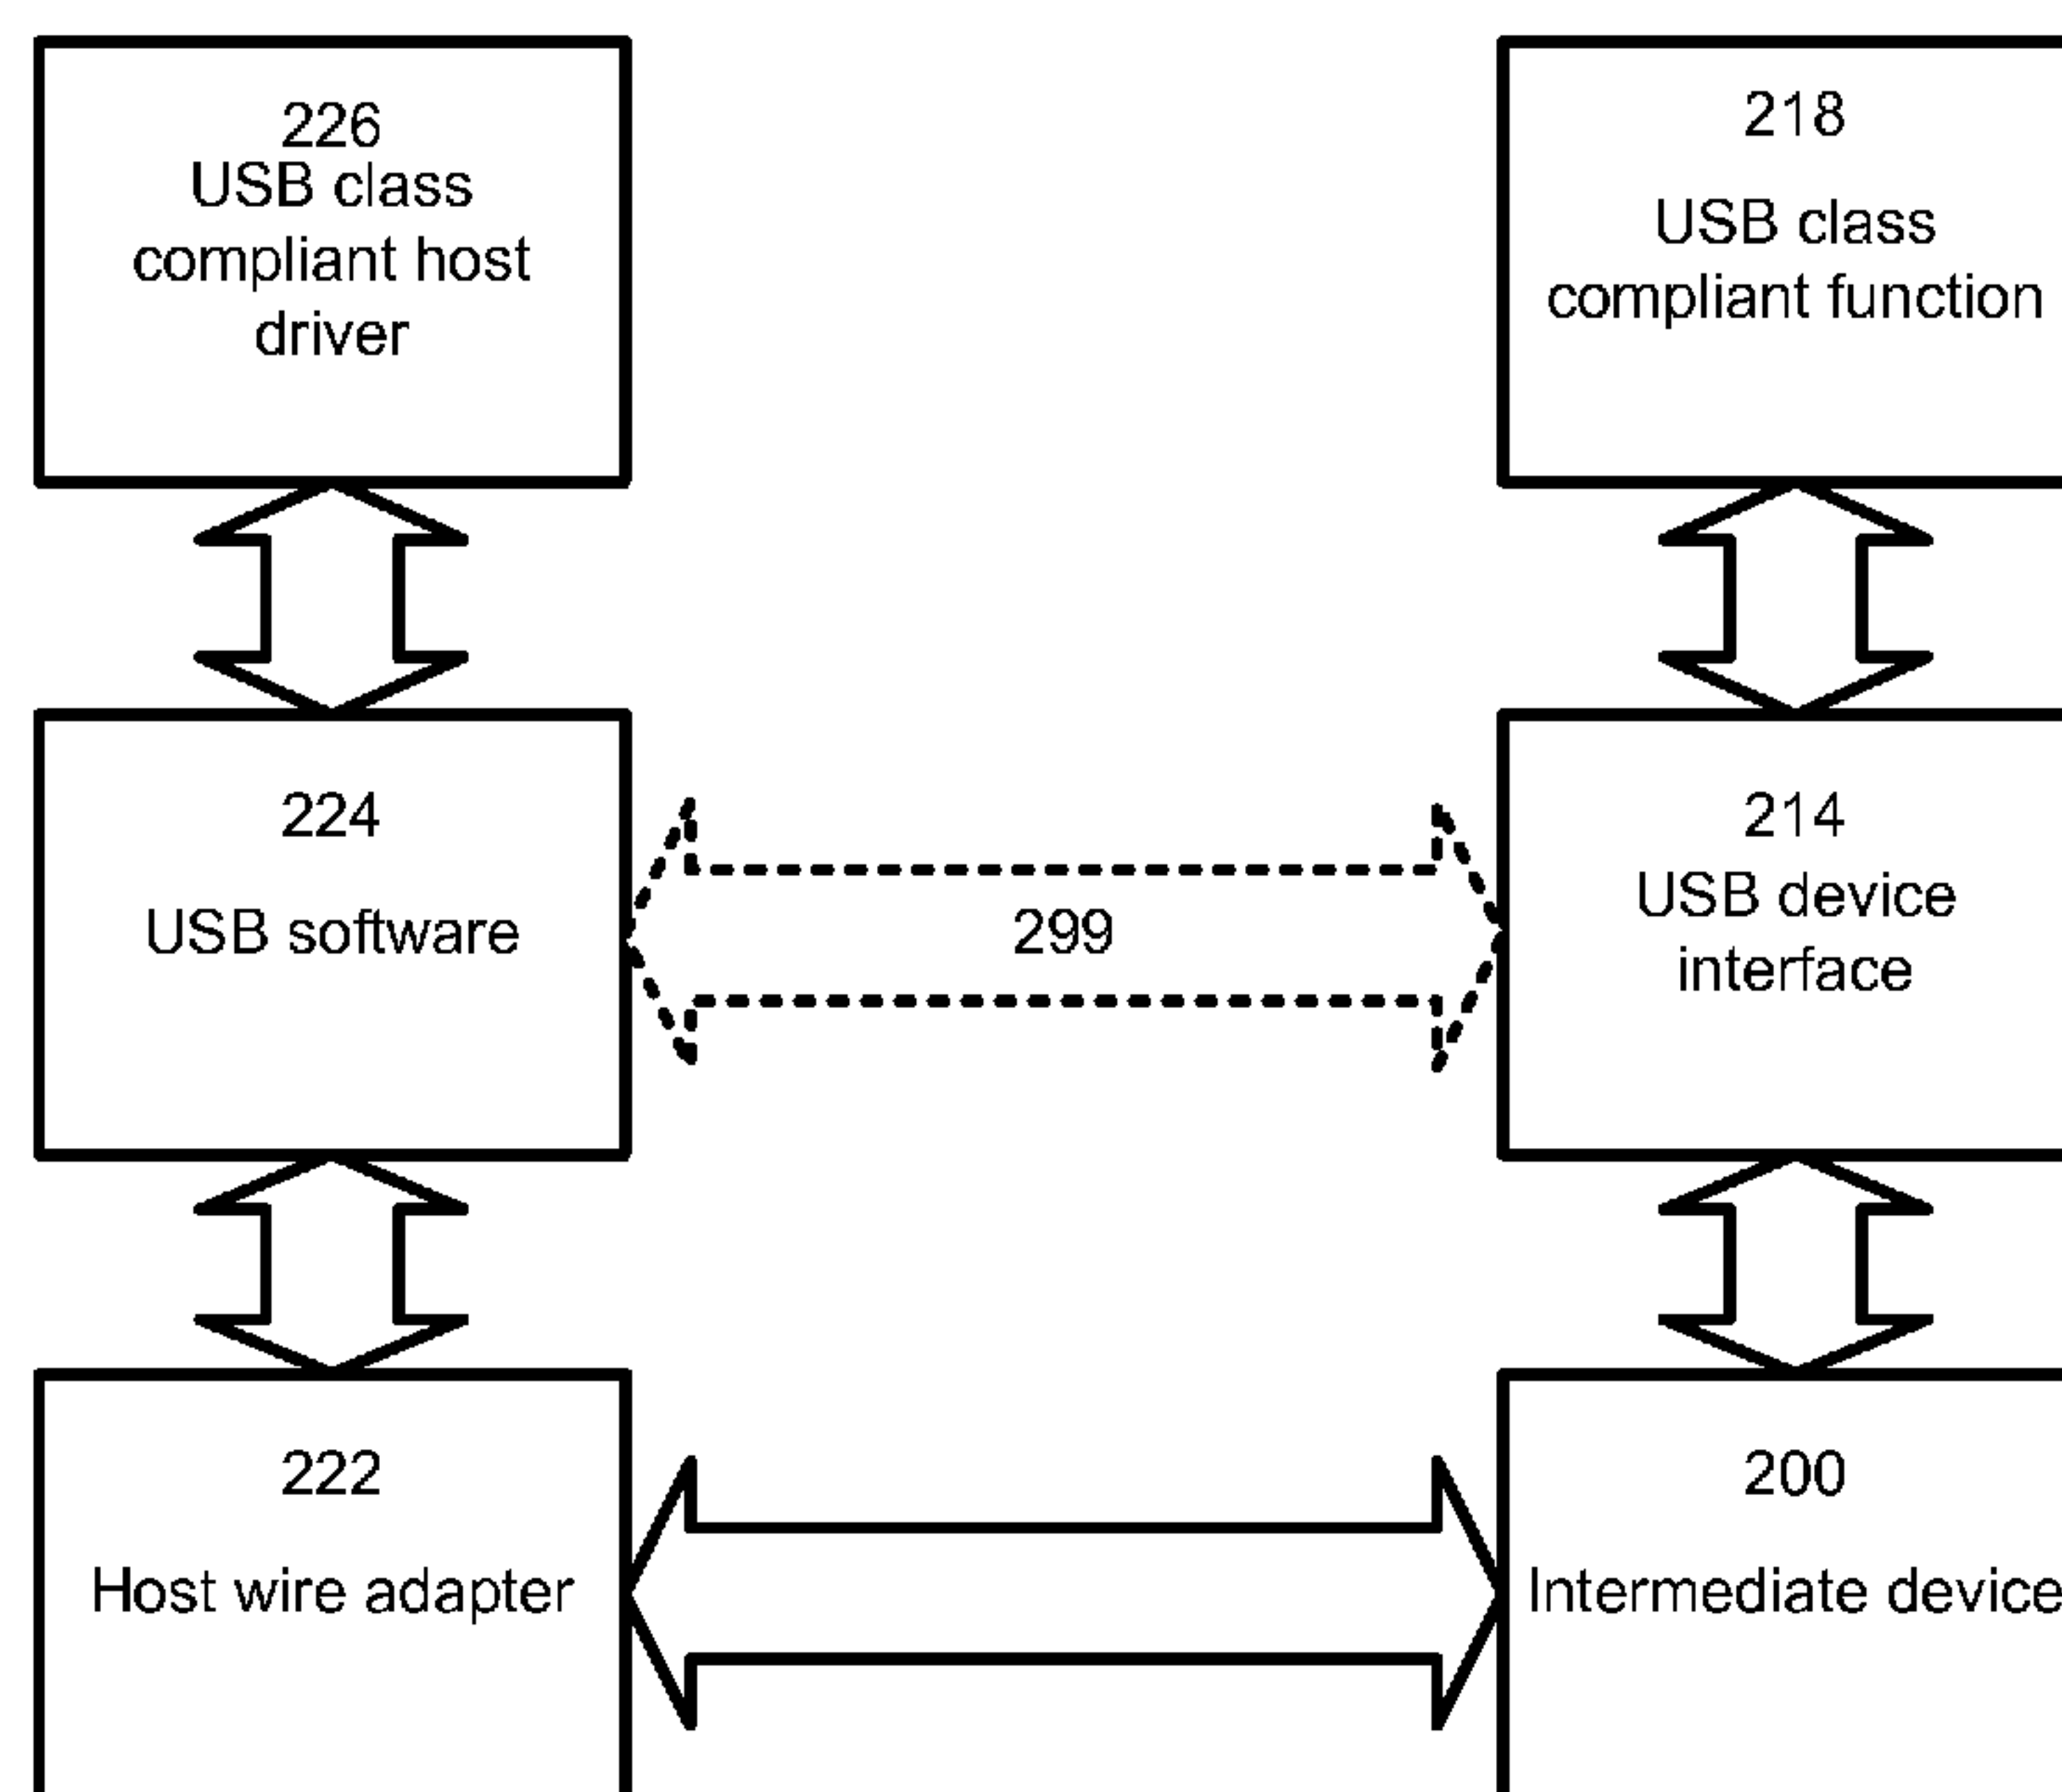 226
USB class
compliant host
driver
218
USB class
compliant function
224
USB software
299
214
USB device
interface
222
Host wire adapter
200
Intermediate device